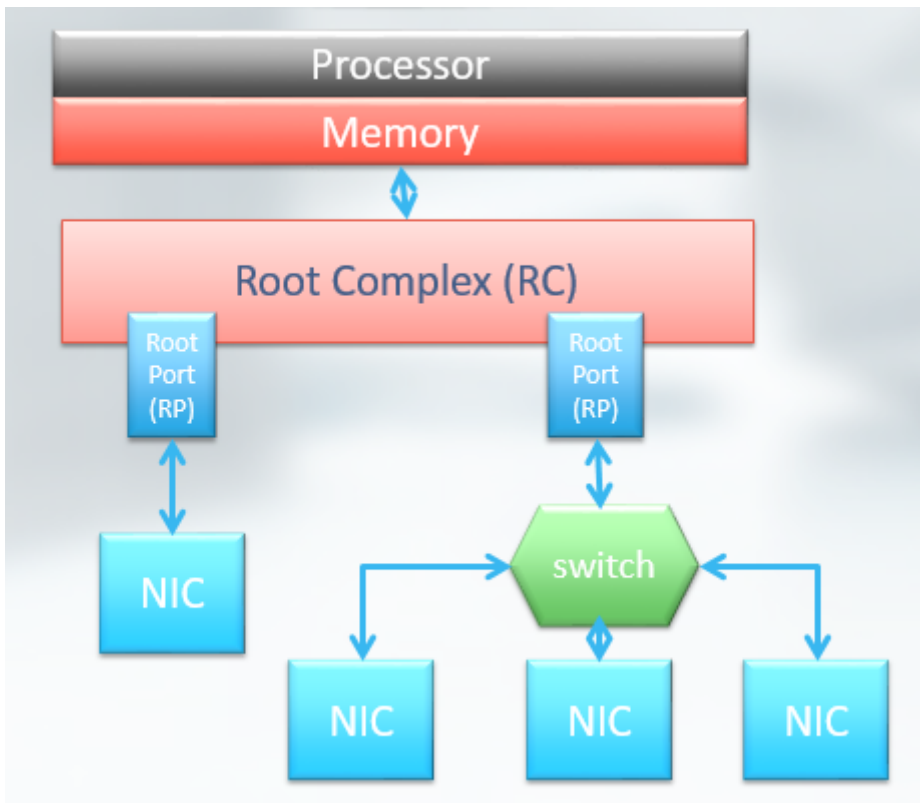 Processor
Memory
Root Complex (RC)
Root
Port
(RP)
Root
Port
(RP)
switch
NIC
NIC
NIC
NIC